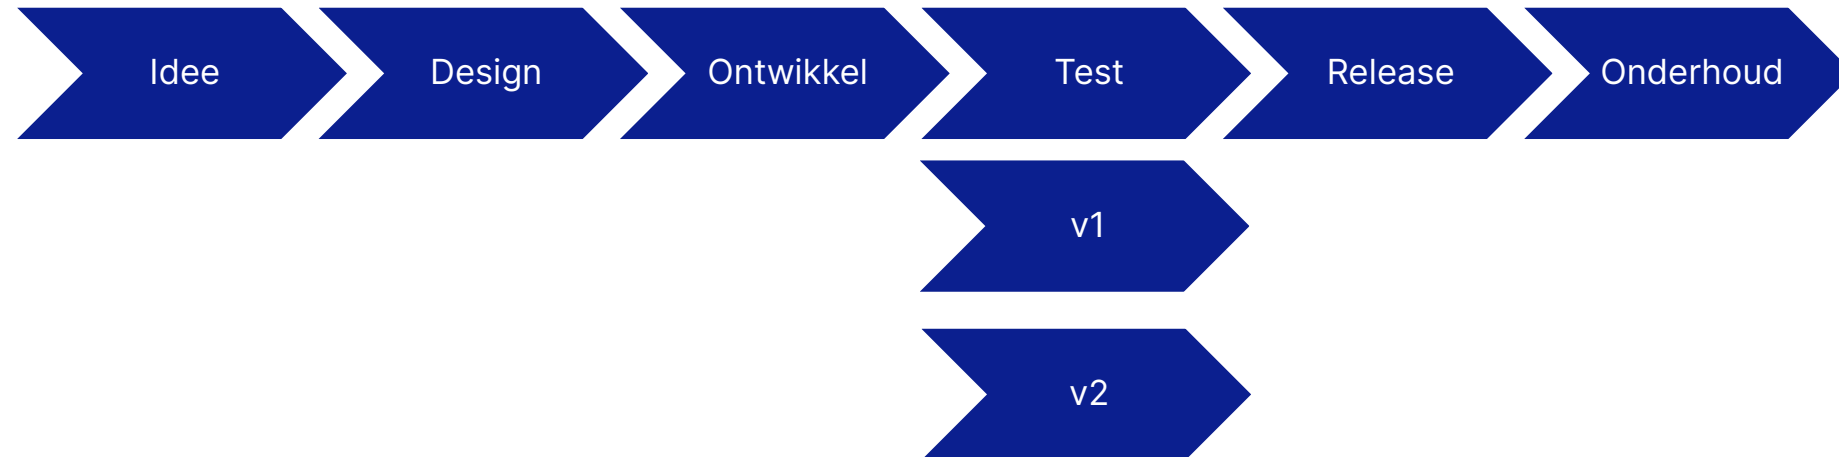 Idee
Design
Ontwikkel
Test
Release
Onderhoud
v1
v2